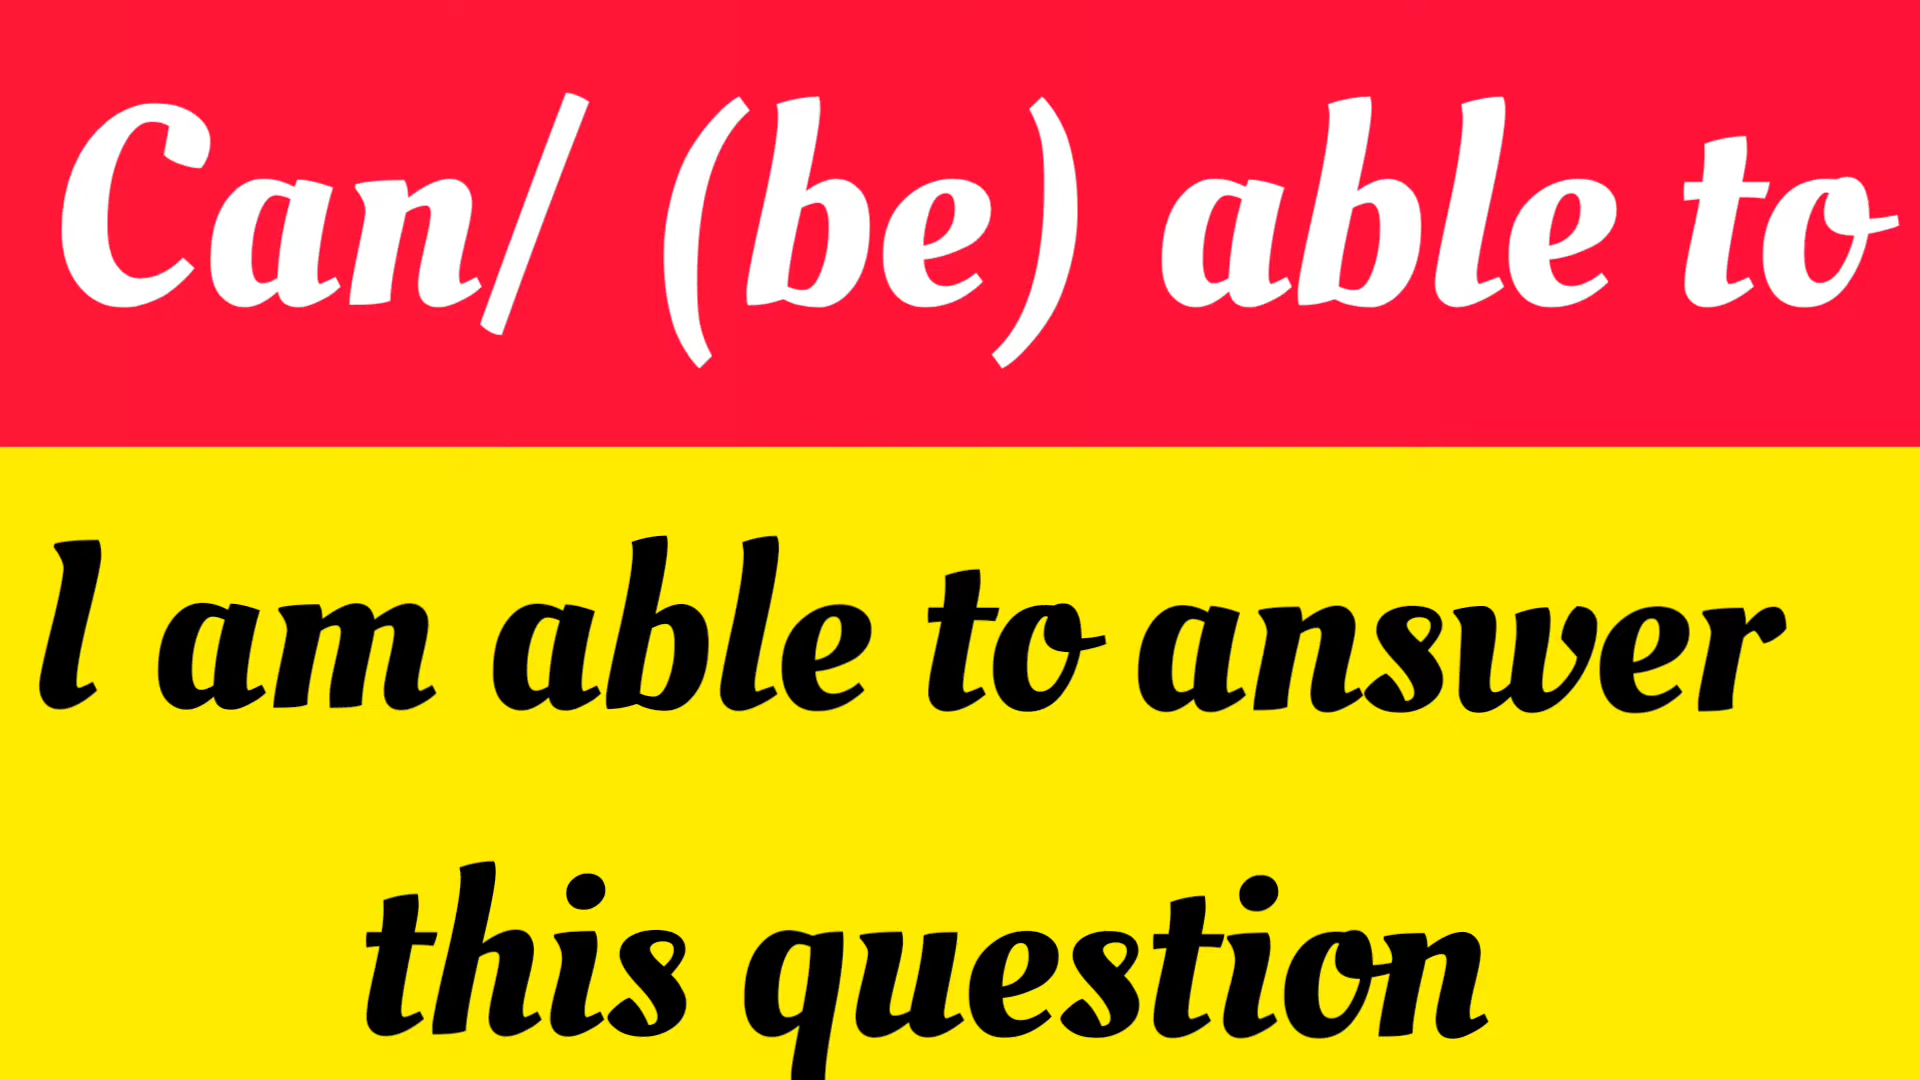 Can/ (be) able to
I am able to answer
this question